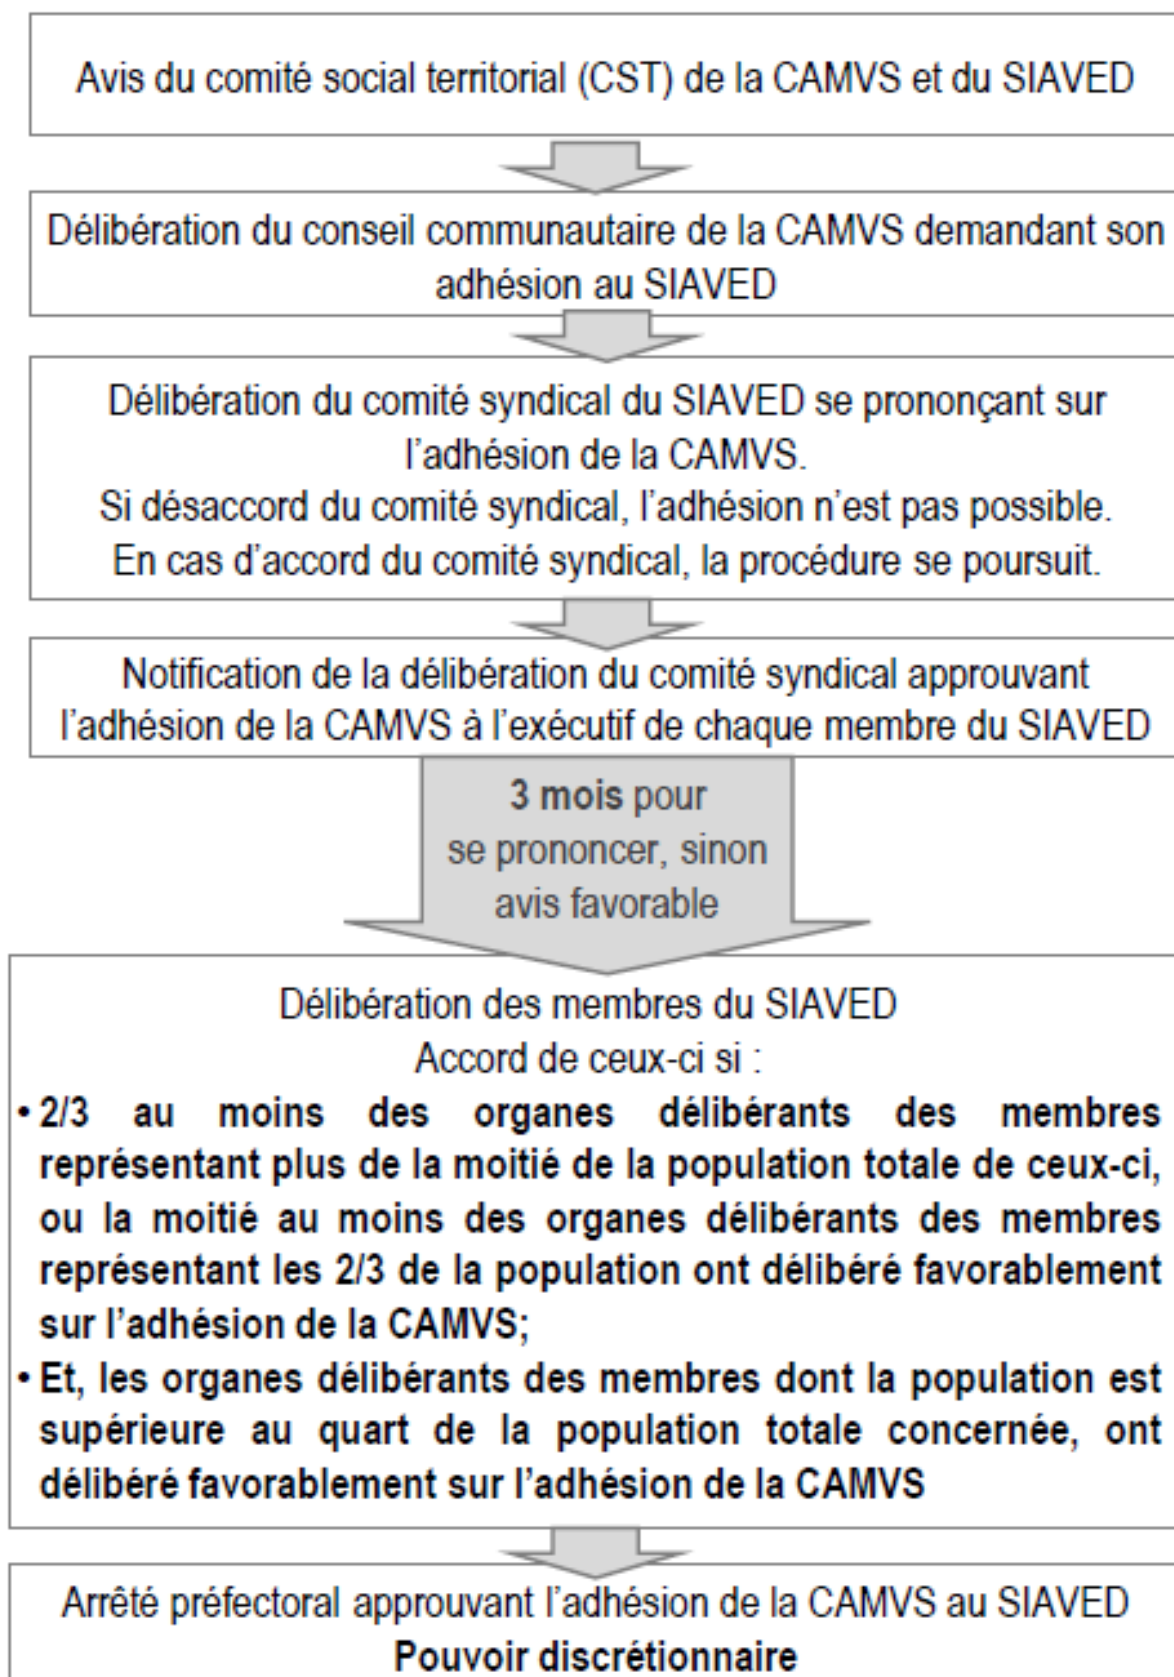 Avis du comité social territorial (CST) de la CAMVS et du SIAVED
Délibération du conseil communautaire de la CAMVS demandant son
adhésion au SIAVED
Délibération du comité syndical du SIAVED se prononçant sur
l’adhésion de la CAMVS.
Si désaccord du comité syndical, l’adhésion n’est pas possible.
En cas d’accord du comité syndical, la procédure se poursuit.
Notification de la délibération du comité syndical approuvant
l’adhésion de la CAMVS à l’exécutif de chaque membre du SIAVED
3 mois pour
se prononcer, sinon
avis favorable
Délibération des membres du SIAVED
Accord de ceux-ci si :
• 2/3 au moins des organes délibérants des membres
représentant plus de la moitié de la population totale de ceux-ci,
ou la moitié au moins des organes délibérants des membres
représentant les 2/3 de la population ont délibéré favorablement
sur l’adhésion de la CAMVS;
• Et, les organes délibérants des membres dont la population est
supérieure au quart de la population totale concernée, ont
délibéré favorablement sur l’adhésion de la CAMVS
Arrêté préfectoral approuvant l’adhésion de la CAMVS au SIAVED
Pouvoir discrétionnaire